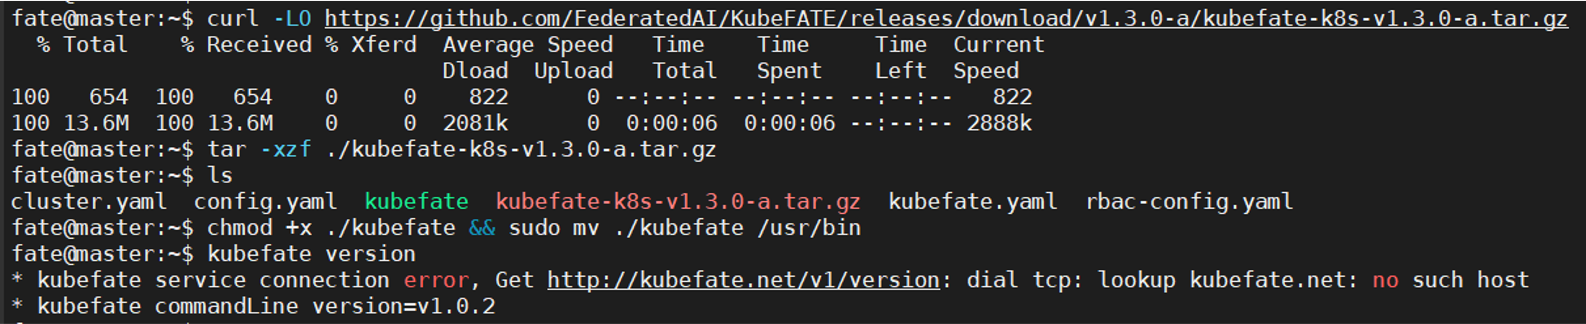 fate@master:~$ curl -LO https://github.com/FederatedAI/KubeFATE/releases/download/v1.3.0-a/kubefate-k8s-v1.3.0-a.tar.gz
  % Total    % Received % Xferd  Average Speed   Time    Time     Time  Current
                                 Dload  Upload   Total   Spent    Left  Speed
100   654  100   654    0     0    822      0 --:--:-- --:--:-- --:--:--   822
100 13.6M  100 13.6M    0     0  2081k      0  0:00:06  0:00:06 --:--:-- 2888k
fate@master:~$ tar -xzf ./kubefate-k8s-v1.3.0-a.tar.gz
fate@master:~$ ls
cluster.yaml  config.yaml  kubefate  kubefate-k8s-v1.3.0-a.tar.gz  kubefate.yaml  rbac-config.yaml
fate@master:~$ chmod +x ./kubefate && sudo mv ./kubefate /usr/bin
fate@master:~$ kubefate version
* kubefate service connection error, Get http://kubefate.net/v1/version: dial tcp: lookup kubefate.net: no such host
* kubefate commandLine version=v1.0.2